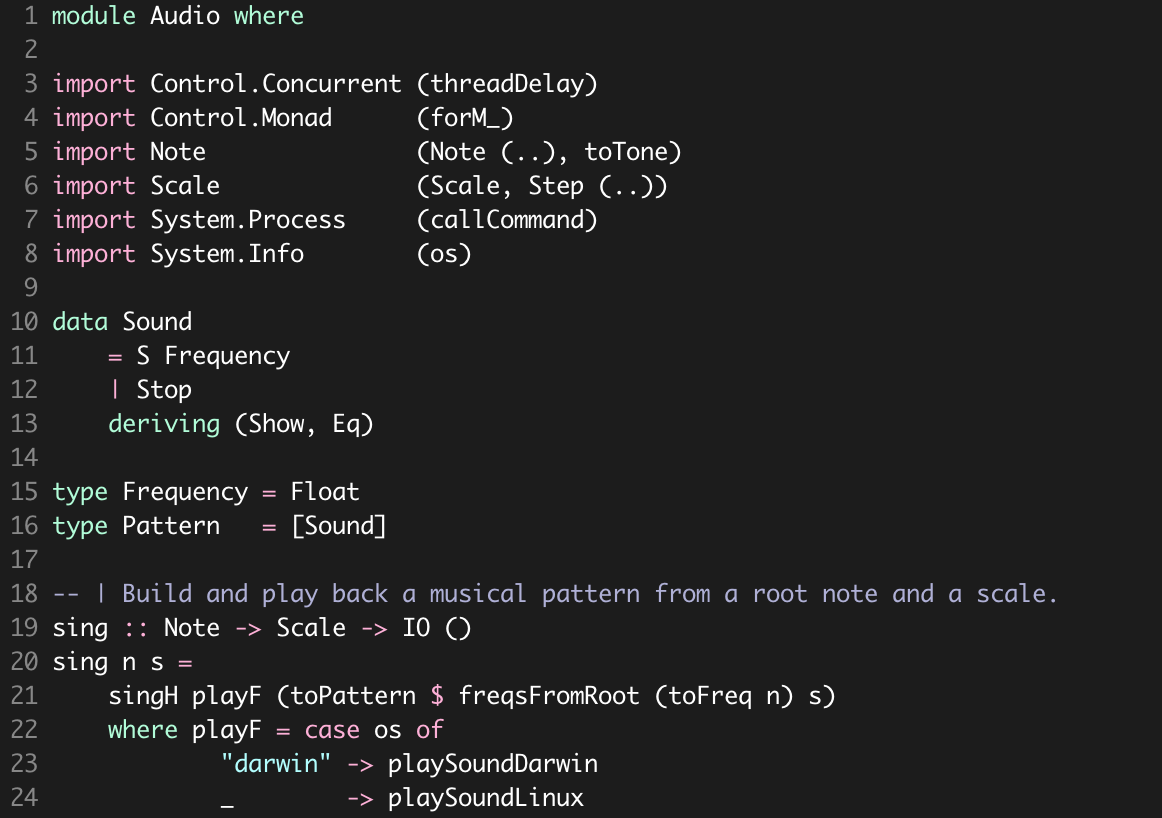 1 module Audio where
2
3 import Control.Concurrent (threadDelay)
4 import Control.Monad      (forM_)
5 import Note               (Note (..), toTone)
6 import Scale              (Scale, Step (..))
7 import System.Process     (callCommand)
8 import System.Info        (os)
9
10 data Sound
11     = S Frequency
12     | Stop
13     deriving (Show, Eq)
14
15 type Frequency = Float
16 type Pattern   = [Sound]
17
18 -- | Build and play back a musical pattern from a root note and a scale.
19 sing :: Note -> Scale -> IO ()
20 sing n s =
21     singH playF (toPattern $ freqsFromRoot (toFreq n) s)
22     where playF = case os of
23             "darwin" -> playSoundDarwin
24             _        -> playSoundLinux